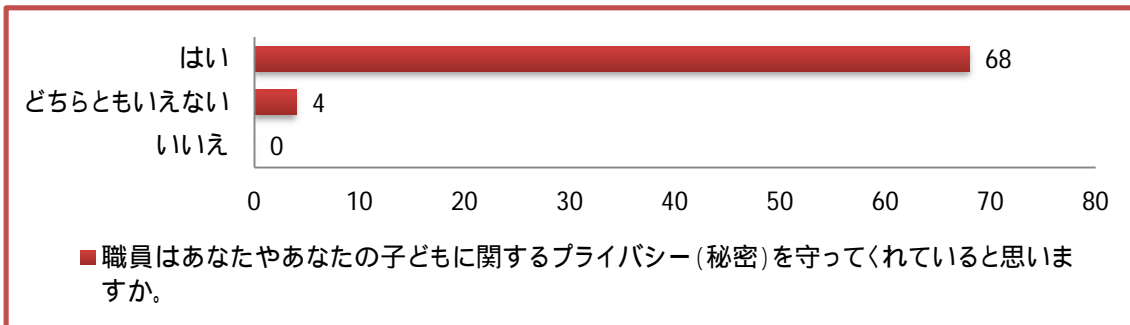 はい 68
どちらともいえない 4
いいえ 0
0 10 20 30 40 50 60 70 80
職員はあなたやあなたの子どもに関するプライバシー(秘密)を守ってくれていると思いま
すか。